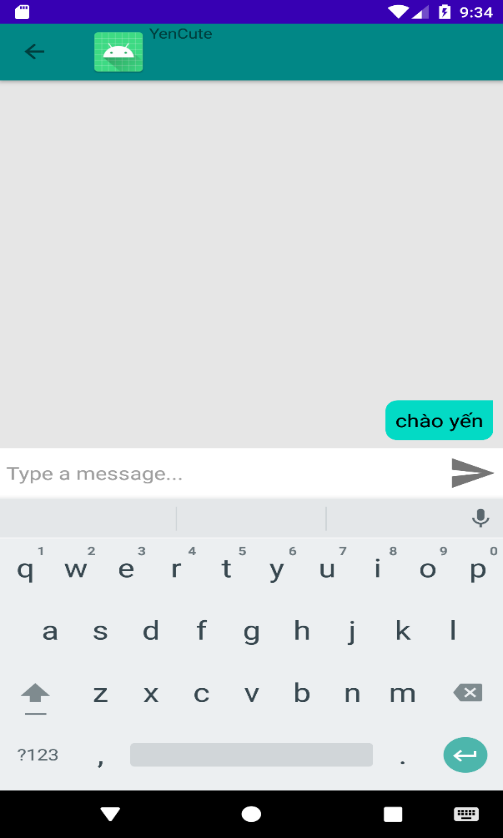 9:34
YenCute
chào yến
Type a message...
1 2 3 4 5 6 7 8 9 0
q w e r t y u i o p
a s d f g h j k l
z x c v b n m
?123 , .